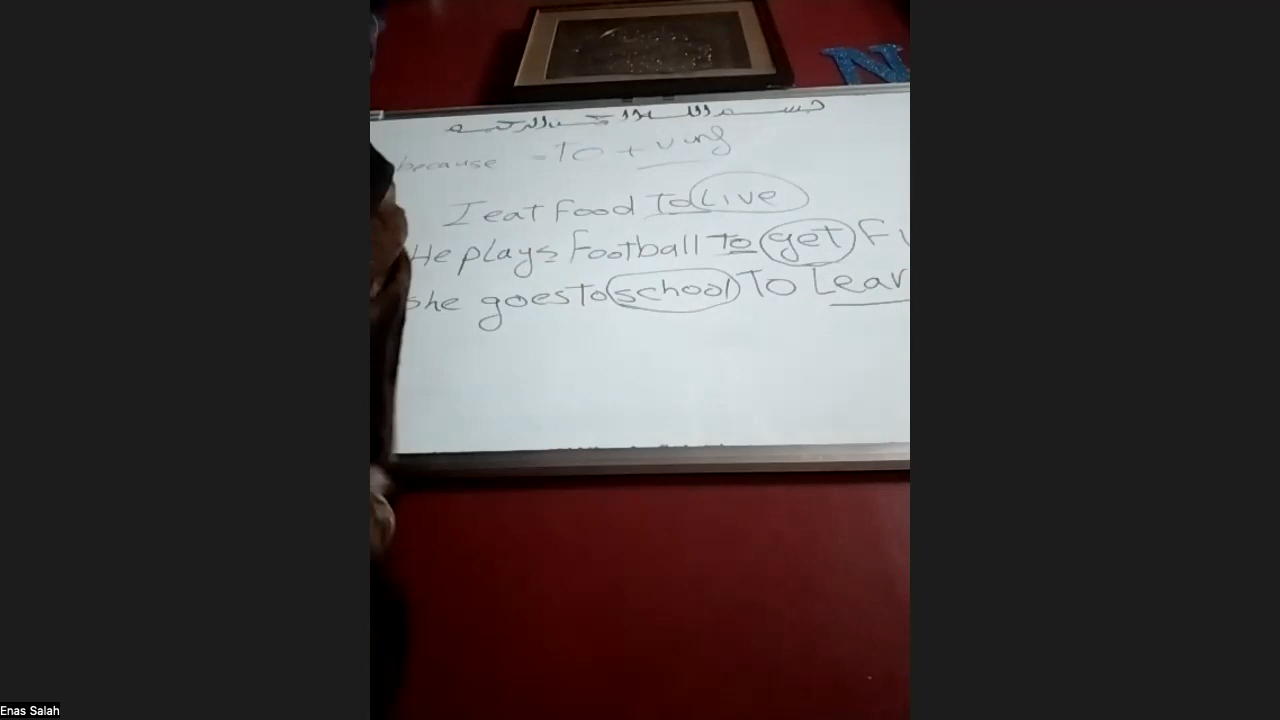 N
بسم الله الرحمن الرحيم
because = To +
I eat food To Live
He plays football To get
she goes To school To Lear
Enas Salah